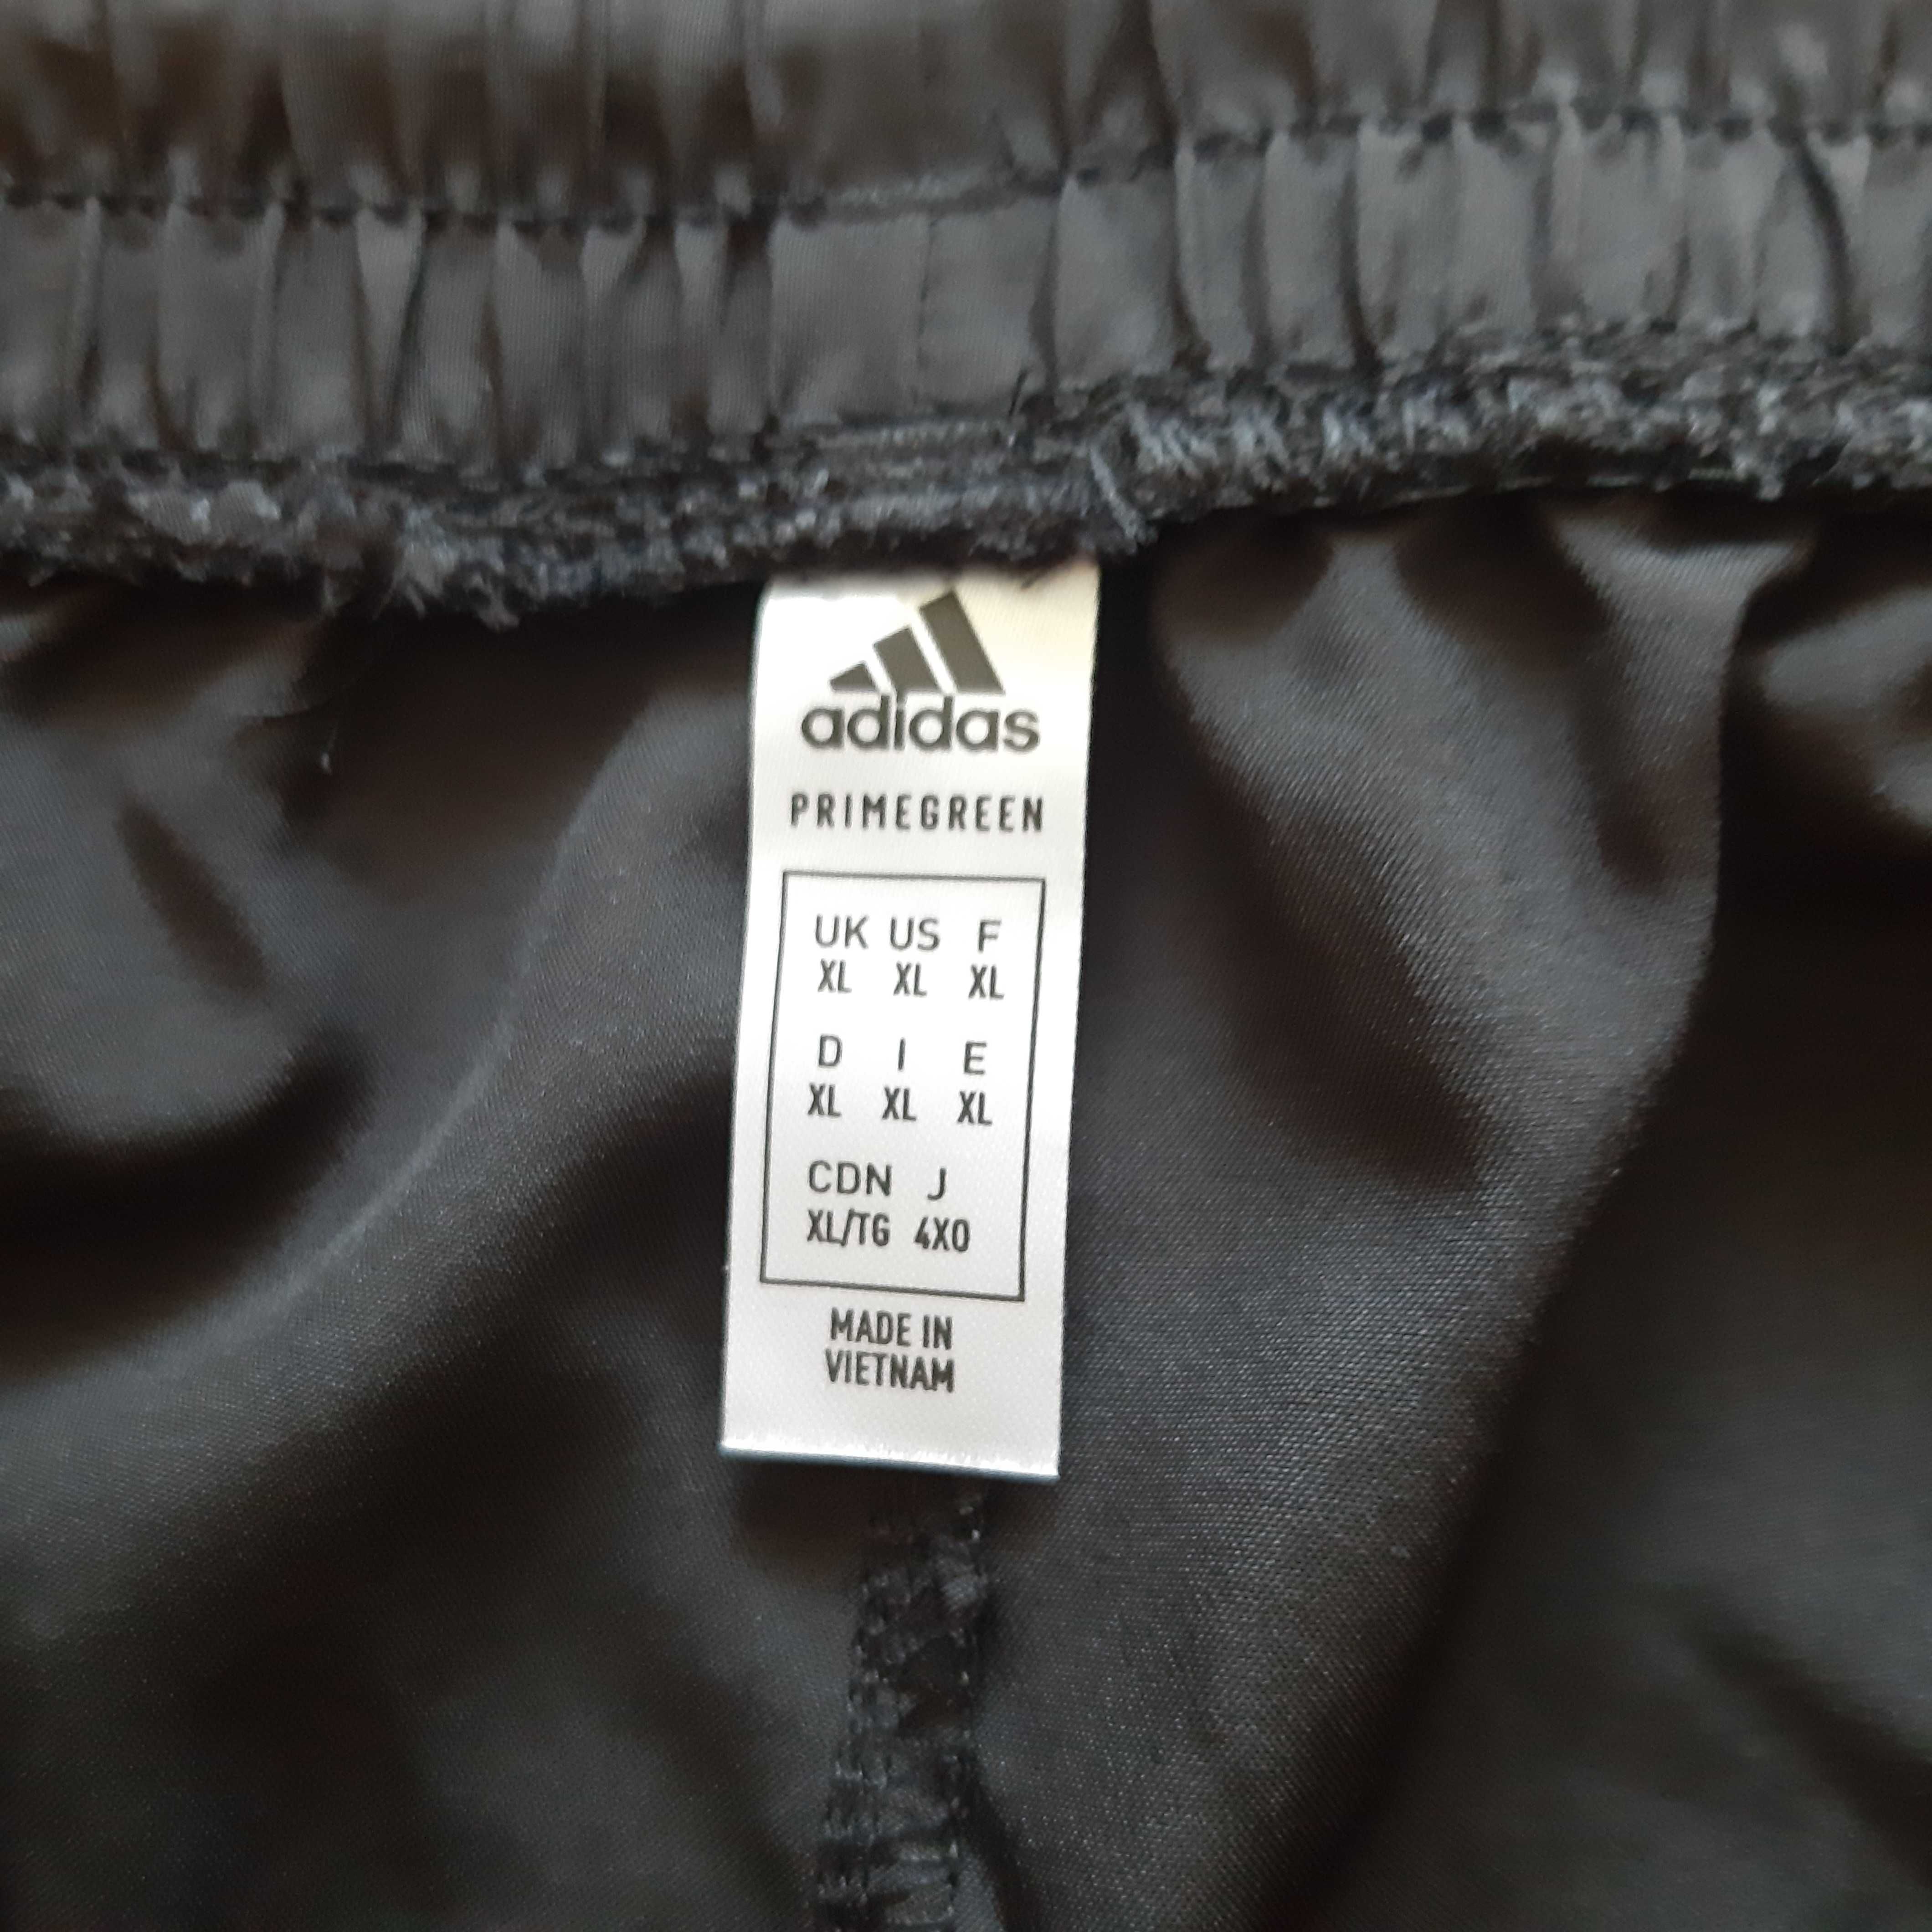 adidas
PRIMEGREEN
UK US F
XL XL XL
D I E
XL XL XL
CDN J
XL/TG 4XO
MADE IN
VIETNAM